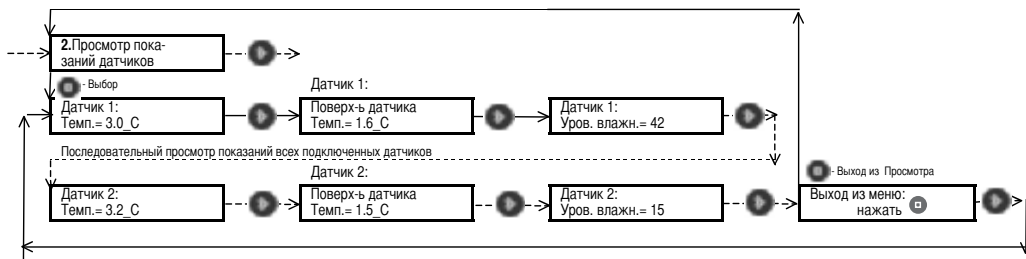 2.Просмотр пока-
заний датчиков
- Выбор
Датчик 1:
Датчик 1:
Темп.= 3.0_C
Поверх-ь датчика
Темп.= 1.6_C
Датчик 1:
Уров. влажн.= 42
Последовательный просмотр показаний всех подключенных датчиков
Датчик 2:
- Выход из Просмотра
Датчик 2:
Темп.= 3.2_C
Поверх-ь датчика
Темп.= 1.5_C
Датчик 2:
Уров. влажн.= 15
Выход из меню:
нажать